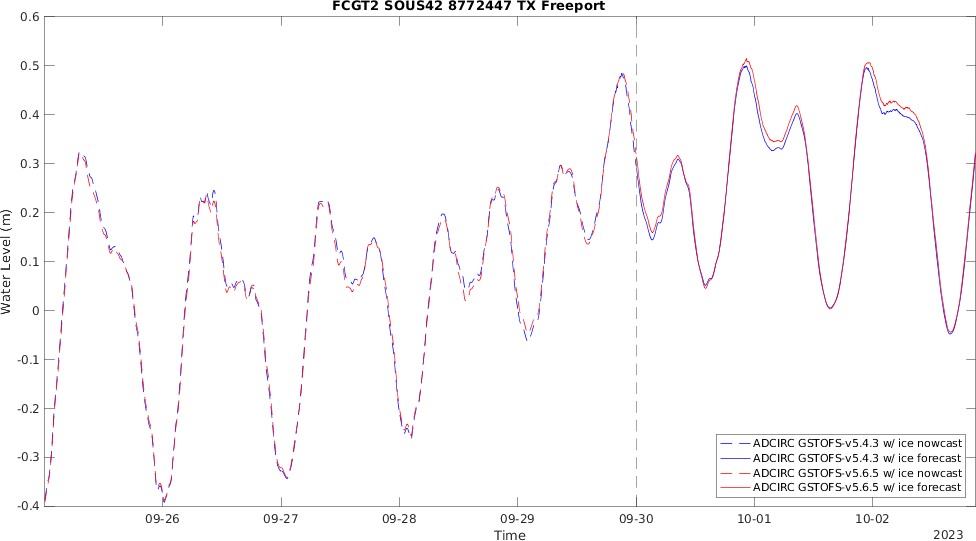 FCGT2 SOUS42 8772447 TX Freeport
0.6
0.5
0.4
0.3
0.2
0.1
0
-0.1
-0.2
-0.3
-0.4
Water Level (m)
ADCIRC GSTOFS-v5.4.3 w/ ice nowcast
ADCIRC GSTOFS-v5.4.3 w/ ice forecast
ADCIRC GSTOFS-v5.6.5 w/ ice nowcast
ADCIRC GSTOFS-v5.6.5 w/ ice forecast
09-26
09-27
09-28
09-29
09-30
10-01
10-02
Time
2023